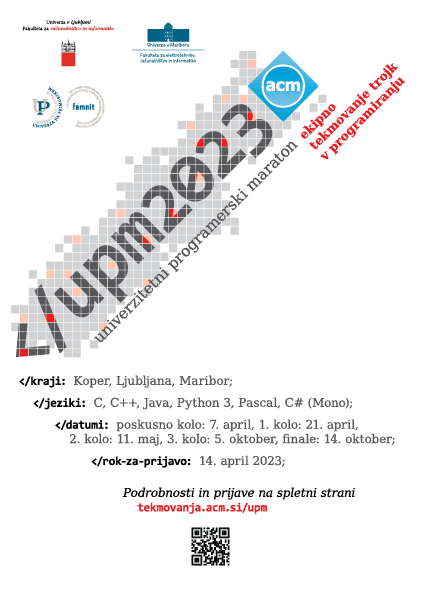 Univerza v Ljubljani
Fakulteta za računalništvo in informatiko
Univerza v Mariboru
Fakulteta za elektrotehniko,
računalništvo in informatiko
acm
UP
famnit
ekipno
tekmovanje trojk
v programiranju
</upm2023
univerzitetni programerski maraton
</kraji: Koper, Ljubljana, Maribor;
</jeziki: C, C++, Java, Python 3, Pascal, C# (Mono);
</datumi: poskusno kolo: 7. april, 1. kolo: 21. april,
2. kolo: 11. maj, 3. kolo: 5. oktober, finale: 14. oktober;
</rok-za-prijavo: 14. april 2023;
Podrobnosti in prijave na spletni strani
tekmovanja.acm.si/upm